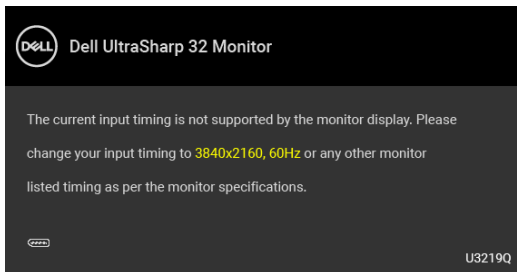 DELL
Dell UltraSharp 32 Monitor
The current input timing is not supported by the monitor display. Please
change your input timing to 3840x2160, 60Hz or any other monitor
listed timing as per the monitor specifications.
U3219Q